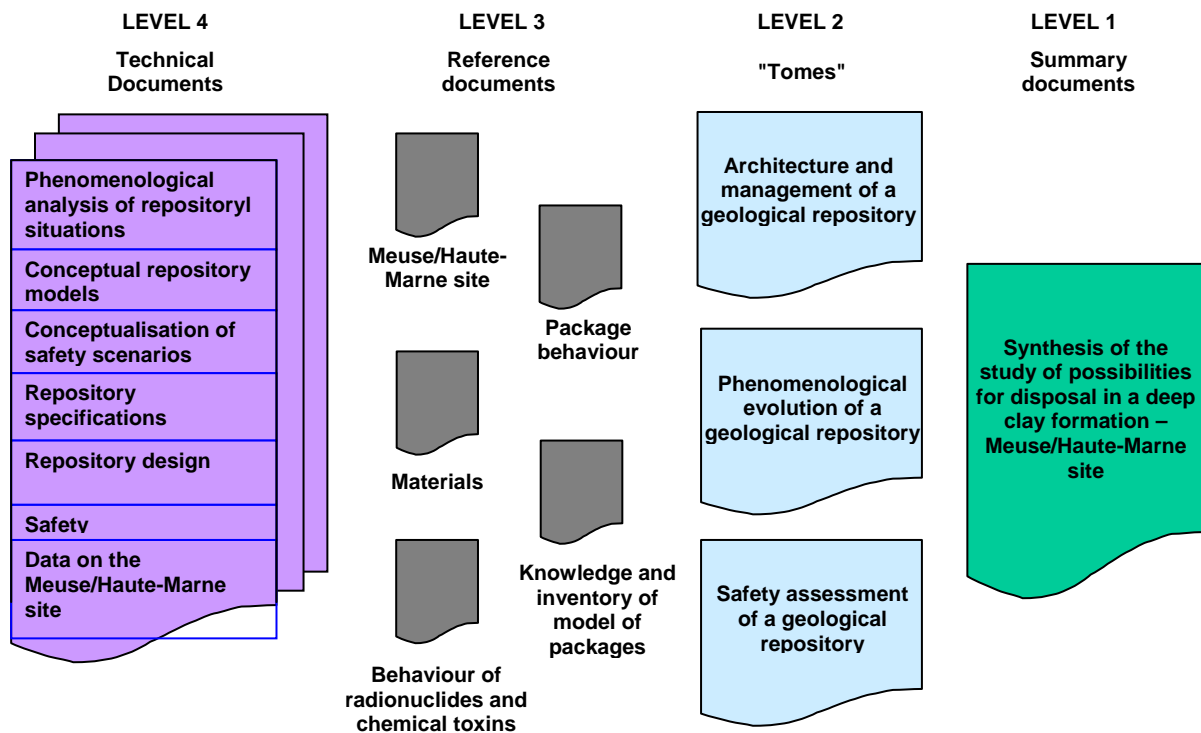 LEVEL 4
Technical
Documents
Phenomenological
analysis of repositoryl
situations
Conceptual repository
models
Conceptualisation of
safety scenarios
Repository
specifications
Repository design
Safety
Data on the
Meuse/Haute-Marne
site
LEVEL 3
Reference
documents
Meuse/Haute-
Marne site
Package
behaviour
Materials
Knowledge and
inventory of
model of
packages
Behaviour of
radionuclides and
chemical toxins
LEVEL 2
"Tomes"
Architecture and
management of a
geological repository
Phenomenological
evolution of a
geological repository
Safety assessment
of a geological
repository
LEVEL 1
Summary
documents
Synthesis of the
study of possibilities
for disposal in a deep
clay formation –
Meuse/Haute-Marne
site